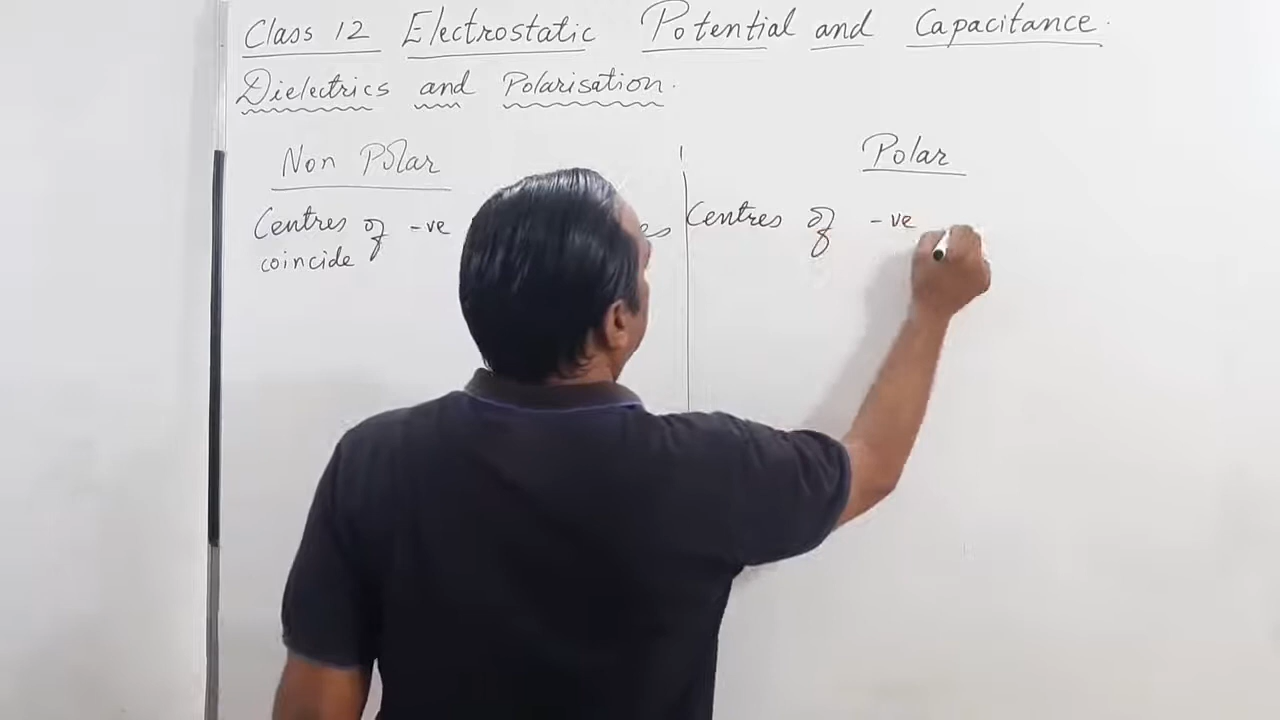 Class 12 Electrostatic Potential and Capacitance.
Dielectrics and Polarisation.
Non Polar
Centres of -ve
coincide
Polar
Centres of -ve